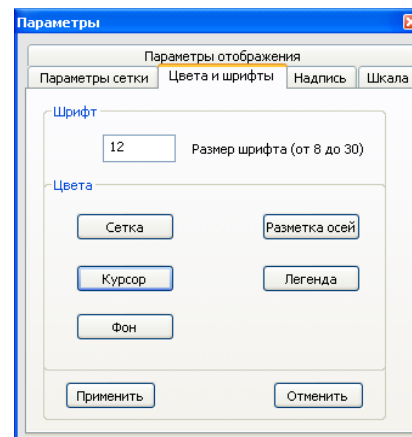 Параметры
Параметры отображения
Параметры сетки Цвета и шрифты Надпись Шкала
Шрифт
12 Размер шрифта (от 8 до 30)
Цвета
Сетка Разметка осей
Курсор Легенда
Фон
Применить Отменить